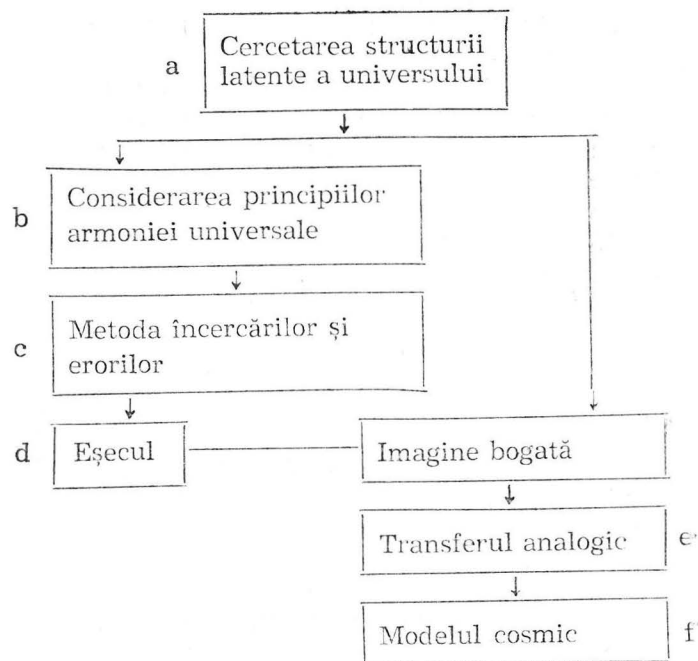 a
Cercetarea structurii
latente a universului
b
Considerarea principiilor
armoniei universale
c
Metoda încercărilor și
erorilor
d
Eșecul
Imagine bogată
Transferul analogic
e
Modelul cosmic
f